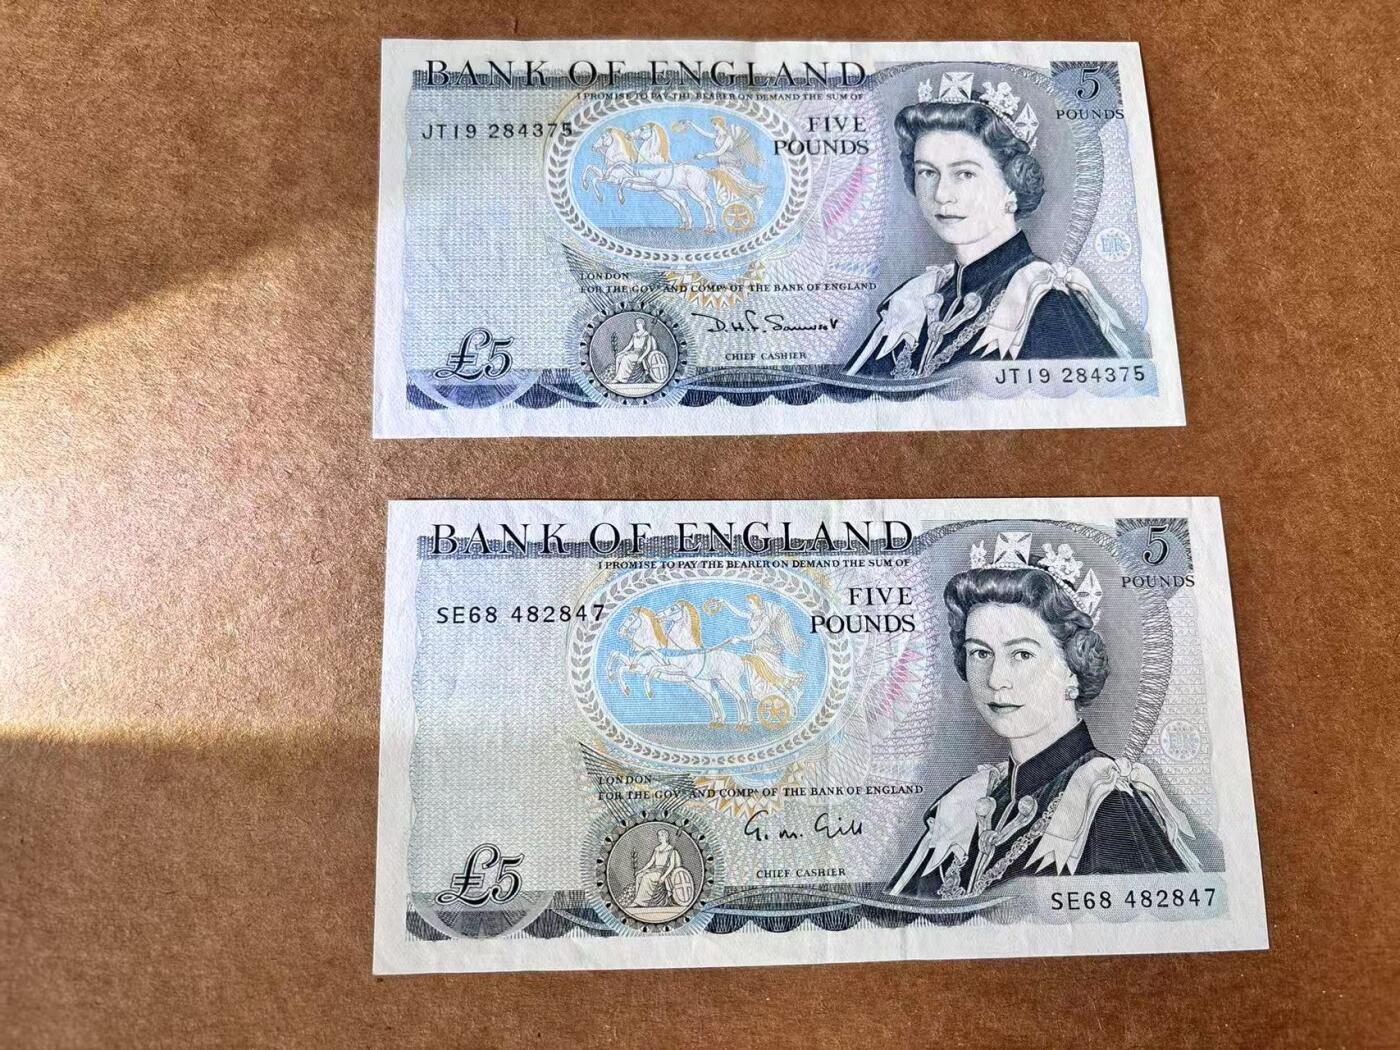 BANK OF ENGLAND
I PROMISE TO PAY THE BEARER ON DEMAND THE SUM OF
5
POUNDS
JT19 284375
FIVE
POUNDS
ER
LONDON
FOR THE GOVR AND COMPA OF THE BANK OF ENGLAND
£5
CHIEF CASHIER
JT19 284375
BANK OF ENGLAND
I PROMISE TO PAY THE BEARER ON DEMAND THE SUM OF
5
POUNDS
SE68 482847
FIVE
POUNDS
ER
LONDON
FOR THE GOVR AND COMPA OF THE BANK OF ENGLAND
G. M. Gill
£5
CHIEF CASHIER
SE68 482847